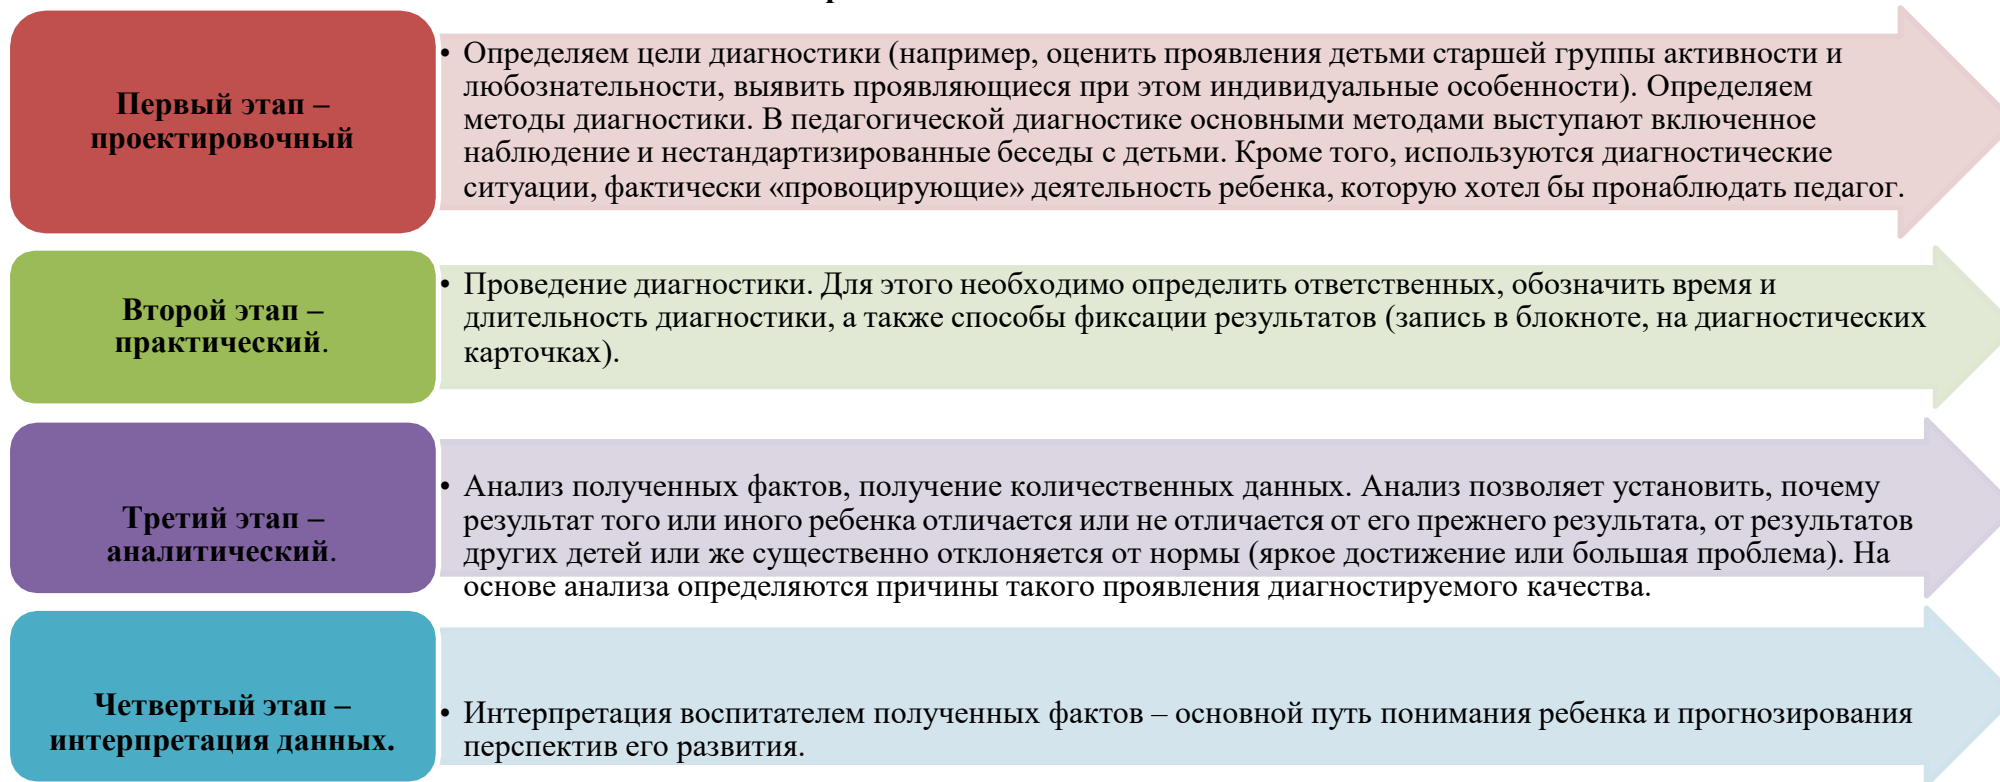 Первый этап –
проектировочный
• Определяем цели диагностики (например, оценить проявления детьми старшей группы активности и
любознательности, выявить проявляющиеся при этом индивидуальные особенности). Определяем
методы диагностики. В педагогической диагностике основными методами выступают включенное
наблюдение и нестандартизированные беседы с детьми. Кроме того, используются диагностические
ситуации, фактически «провоцирующие» деятельность ребенка, которую хотел бы пронаблюдать педагог.
Второй этап –
практический.
• Проведение диагностики. Для этого необходимо определить ответственных, обозначить время и
длительность диагностики, а также способы фиксации результатов (запись в блокноте, на диагностических
карточках).
Третий этап –
аналитический.
• Анализ полученных фактов, получение количественных данных. Анализ позволяет установить, почему
результат того или иного ребенка отличается или не отличается от его прежнего результата, от результатов
других детей или же существенно отклоняется от нормы (яркое достижение или большая проблема). На
основе анализа определяются причины такого проявления диагностируемого качества.
Четвертый этап –
интерпретация данных.
• Интерпретация воспитателем полученных фактов – основной путь понимания ребенка и прогнозирования
перспектив его развития.